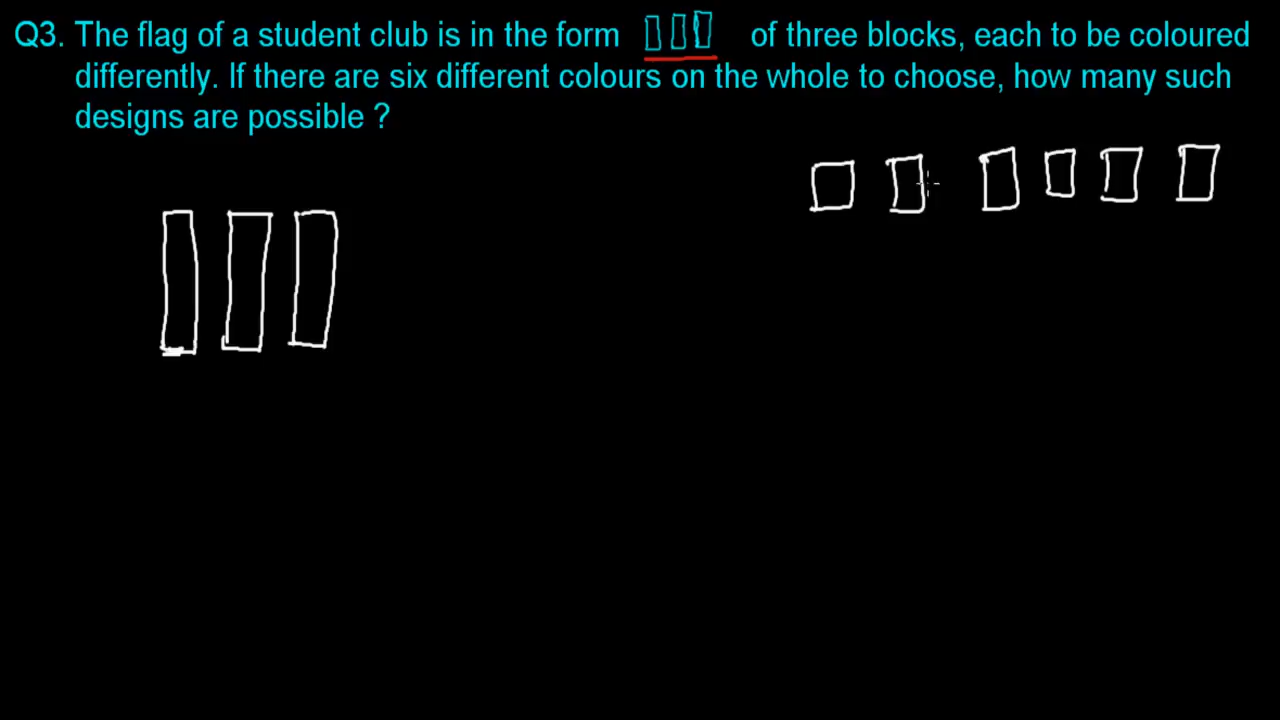 Q3. The flag of a student club is in the form of three blocks, each to be coloured
differently. If there are six different colours on the whole to choose, how many such
designs are possible ?